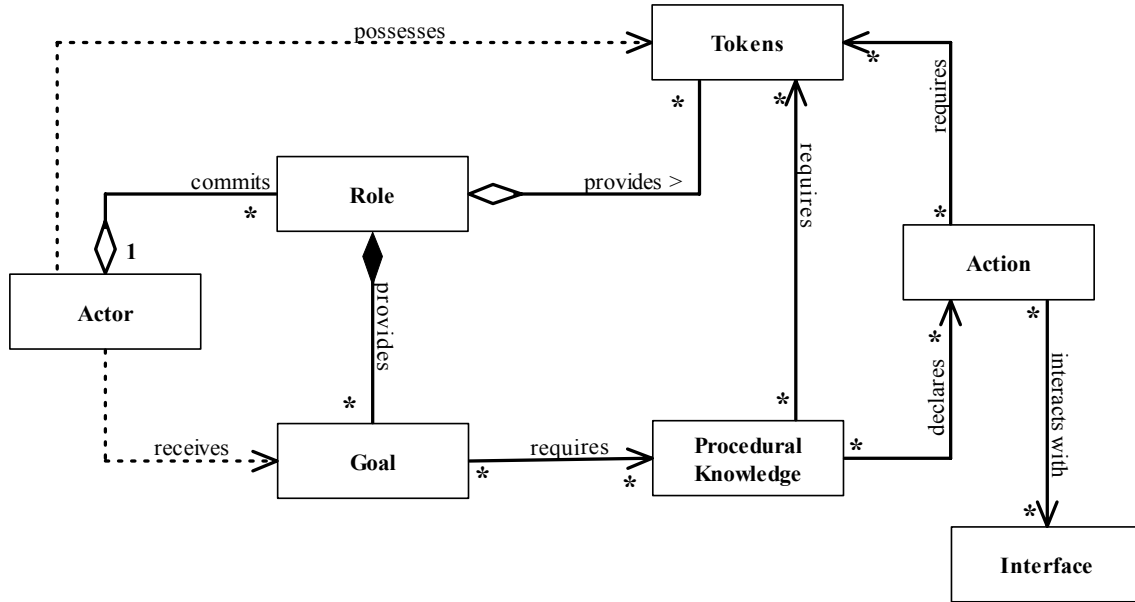 possesses
Tokens
*
*
*
requires
requires
commits
*
Role
provides >
1
provides
Actor
*
Action
*
*
declares
interacts with
*
*
receives
Goal
requires
*
*
Procedural
Knowledge
*
*
Interface